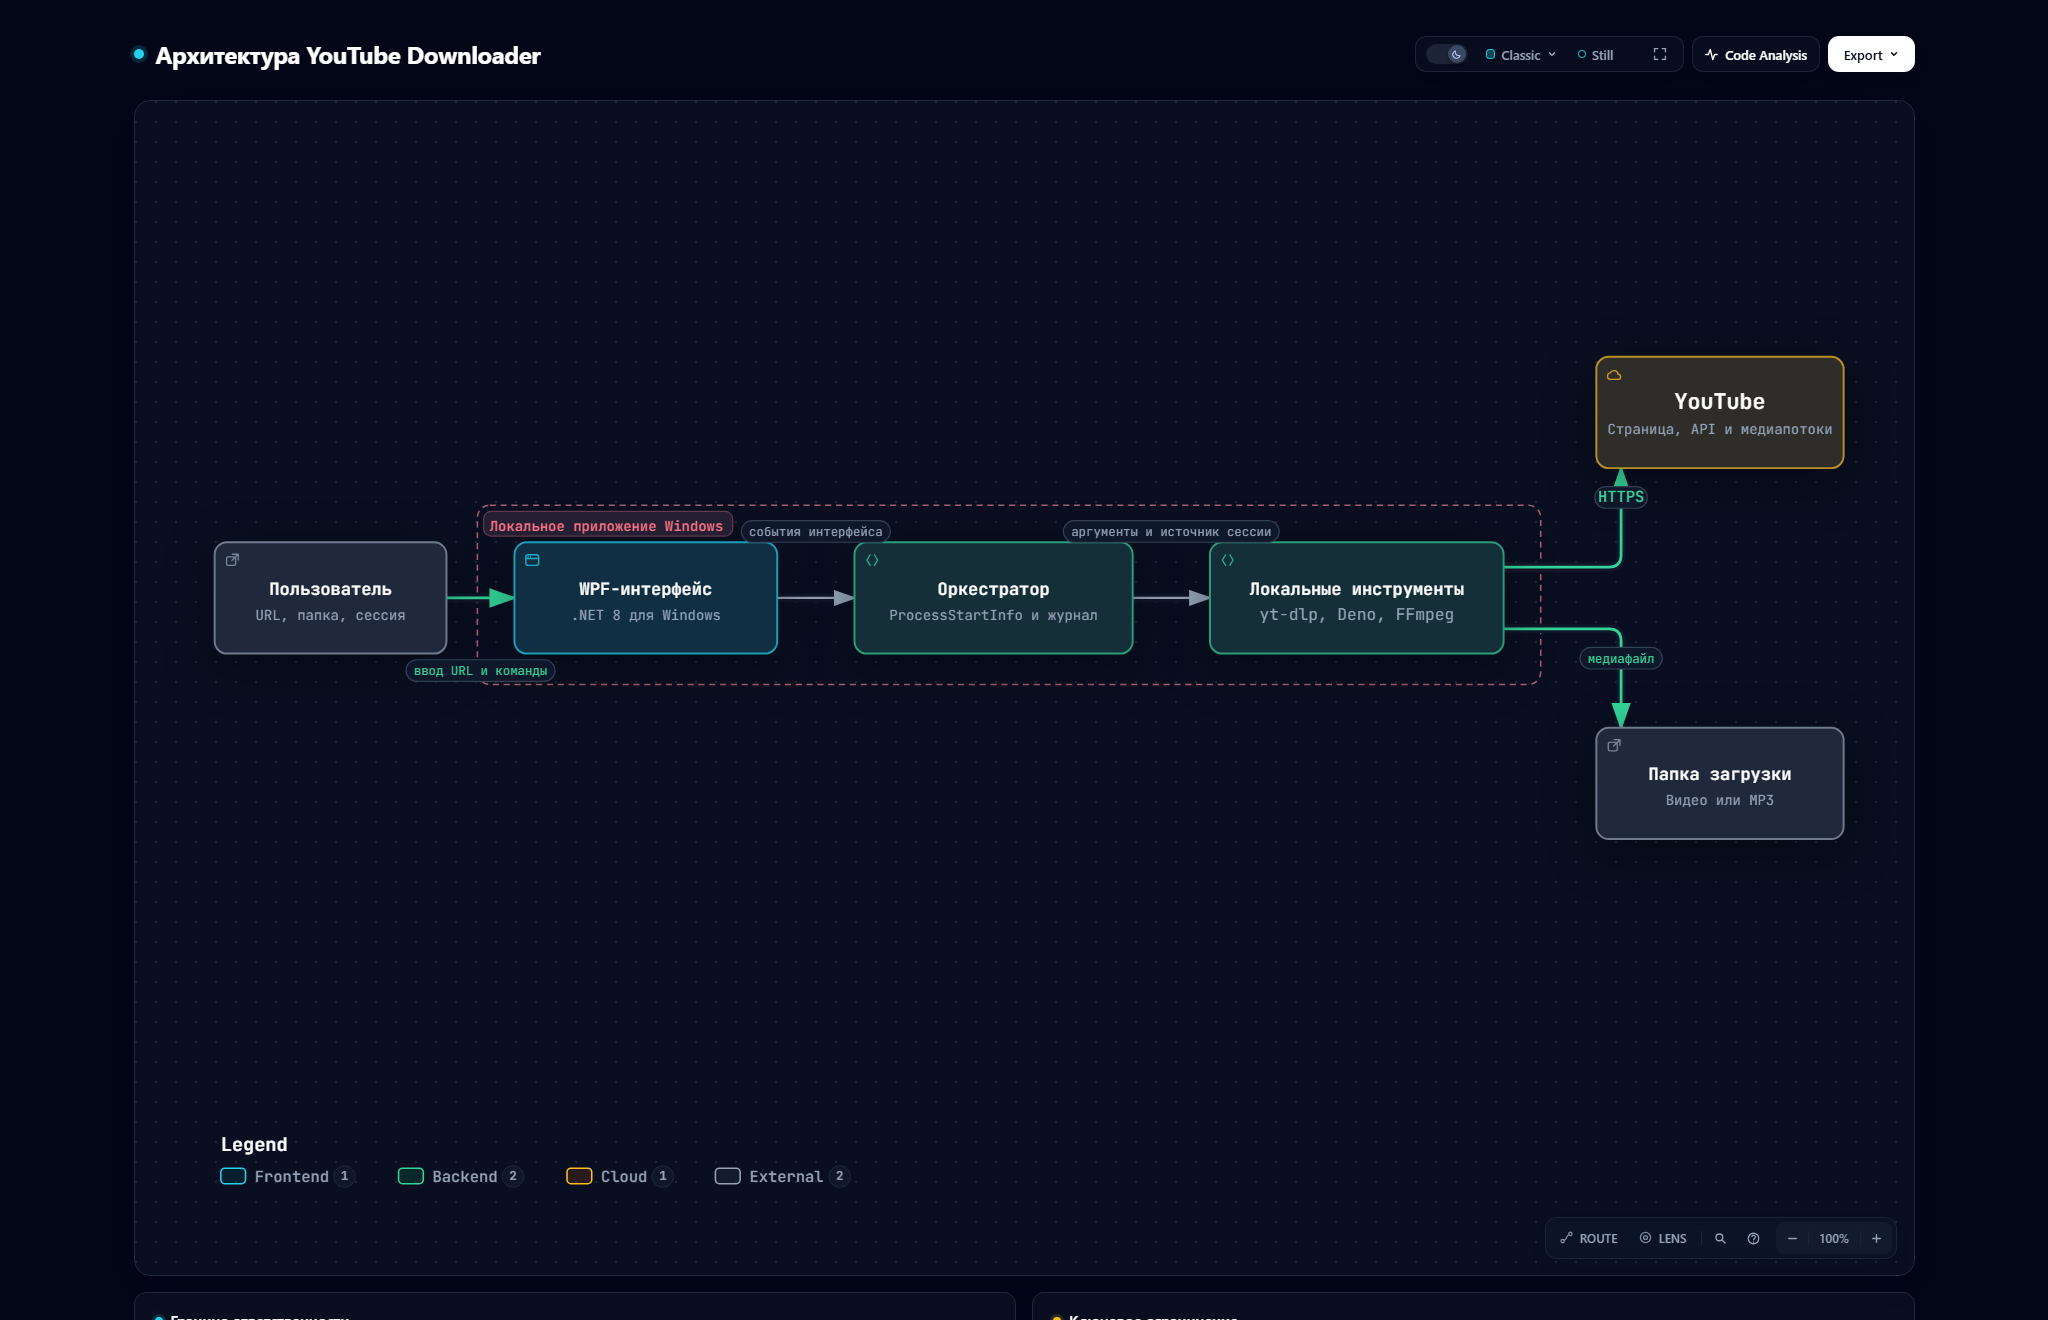 Архитектура YouTube Downloader
Classic
Still
Code Analysis
Export
YouTube
Страница, API и медиапотоки
HTTPS
Локальное приложение Windows
события интерфейса
аргументы и источник сессии
Пользователь
URL, папка, сессия
WPF-интерфейс
.NET 8 для Windows
Оркестратор
ProcessStartInfo и журнал
Локальные инструменты
yt-dlp, Deno, FFmpeg
ввод URL и команды
медиафайл
Папка загрузки
Видео или MP3
Legend
Frontend 1
Backend 2
Cloud 1
External 2
ROUTE
LENS
100%